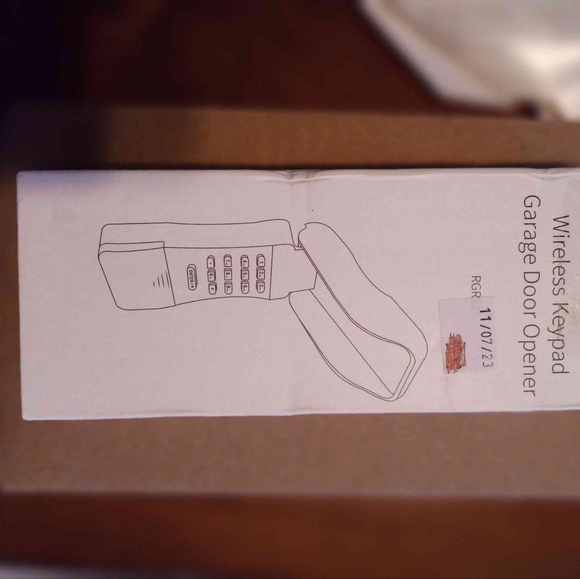 Wireless Keypad
Garage Door Opener
RGR
11/07/23